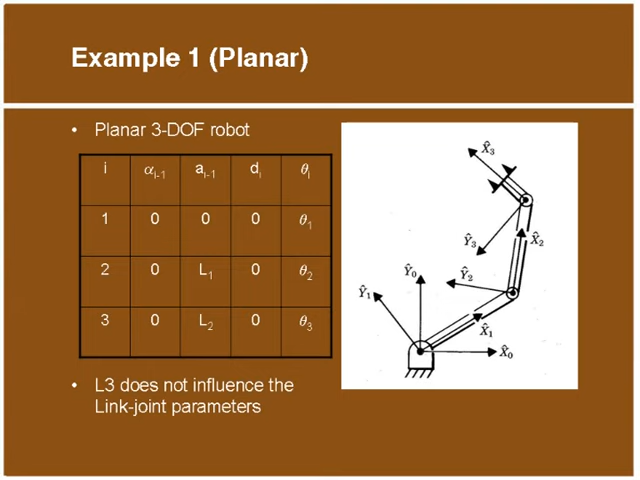 Example 1 (Planar)
• Planar 3-DOF robot
i αi-1 ai-1 di θi
1 0 0 0 θ1
2 0 L1 0 θ2
3 0 L2 0 θ3
• L3 does not influence the
Link-joint parameters
X̂3
Ŷ3
X̂2
Ŷ0
Ŷ2
Ŷ1
X̂1
X̂0